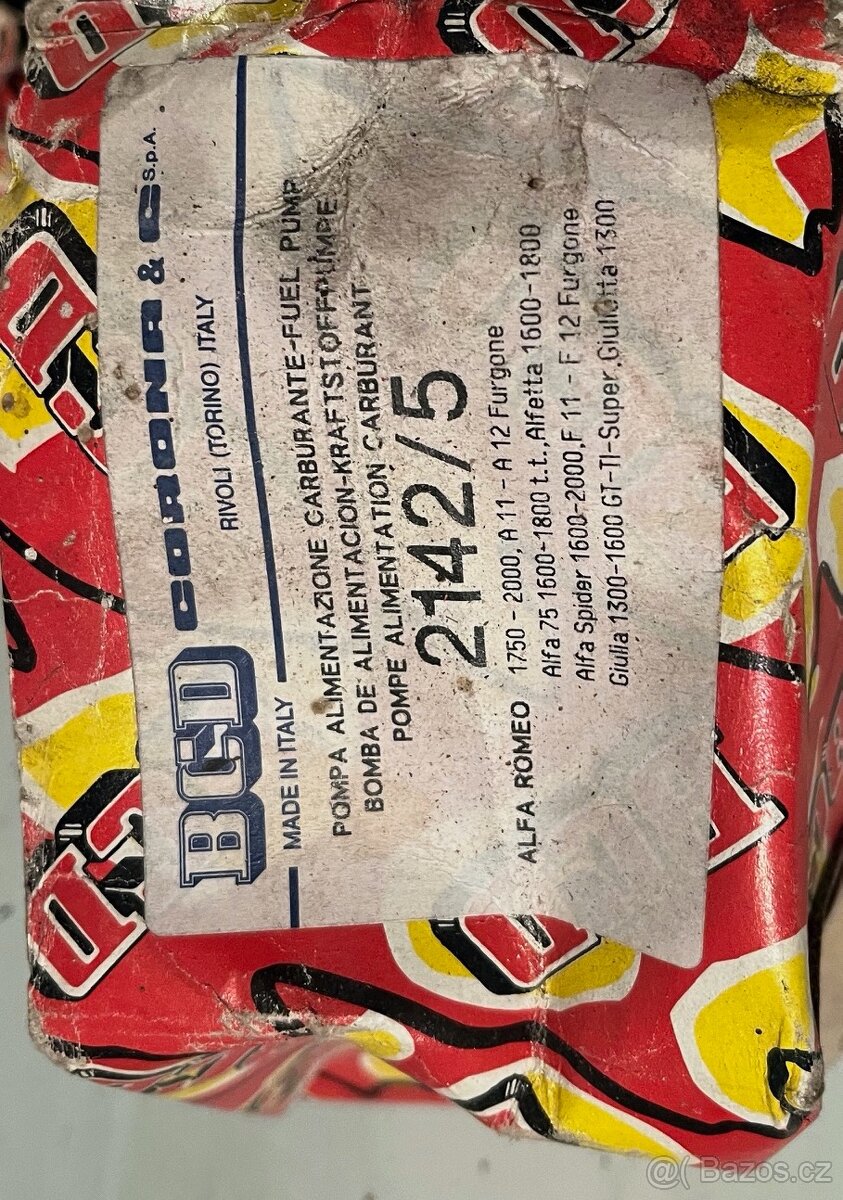 BCD CORONA & C S.p.A.
RIVOLI (TORINO) ITALY
MADE IN ITALY
POMPA ALIMENTAZIONE CARBURANTE-FUEL PUMP
BOMBA DE ALIMENTACION-KRAFTSTOFFPUMPE
POMPE ALIMENTATION CARBURANT
2142/5
ALFA ROMEO 1750-2000, A 11-A 12 Furgone
Alfa 75 1600-1800 t.t., Alfetta 1600-1800
Alfa Spider 1600-2000, F 11-F 12 Furgone
Giulia 1300-1600 GT-TI-Super, Giulietta 1300
@( Bazos.cz